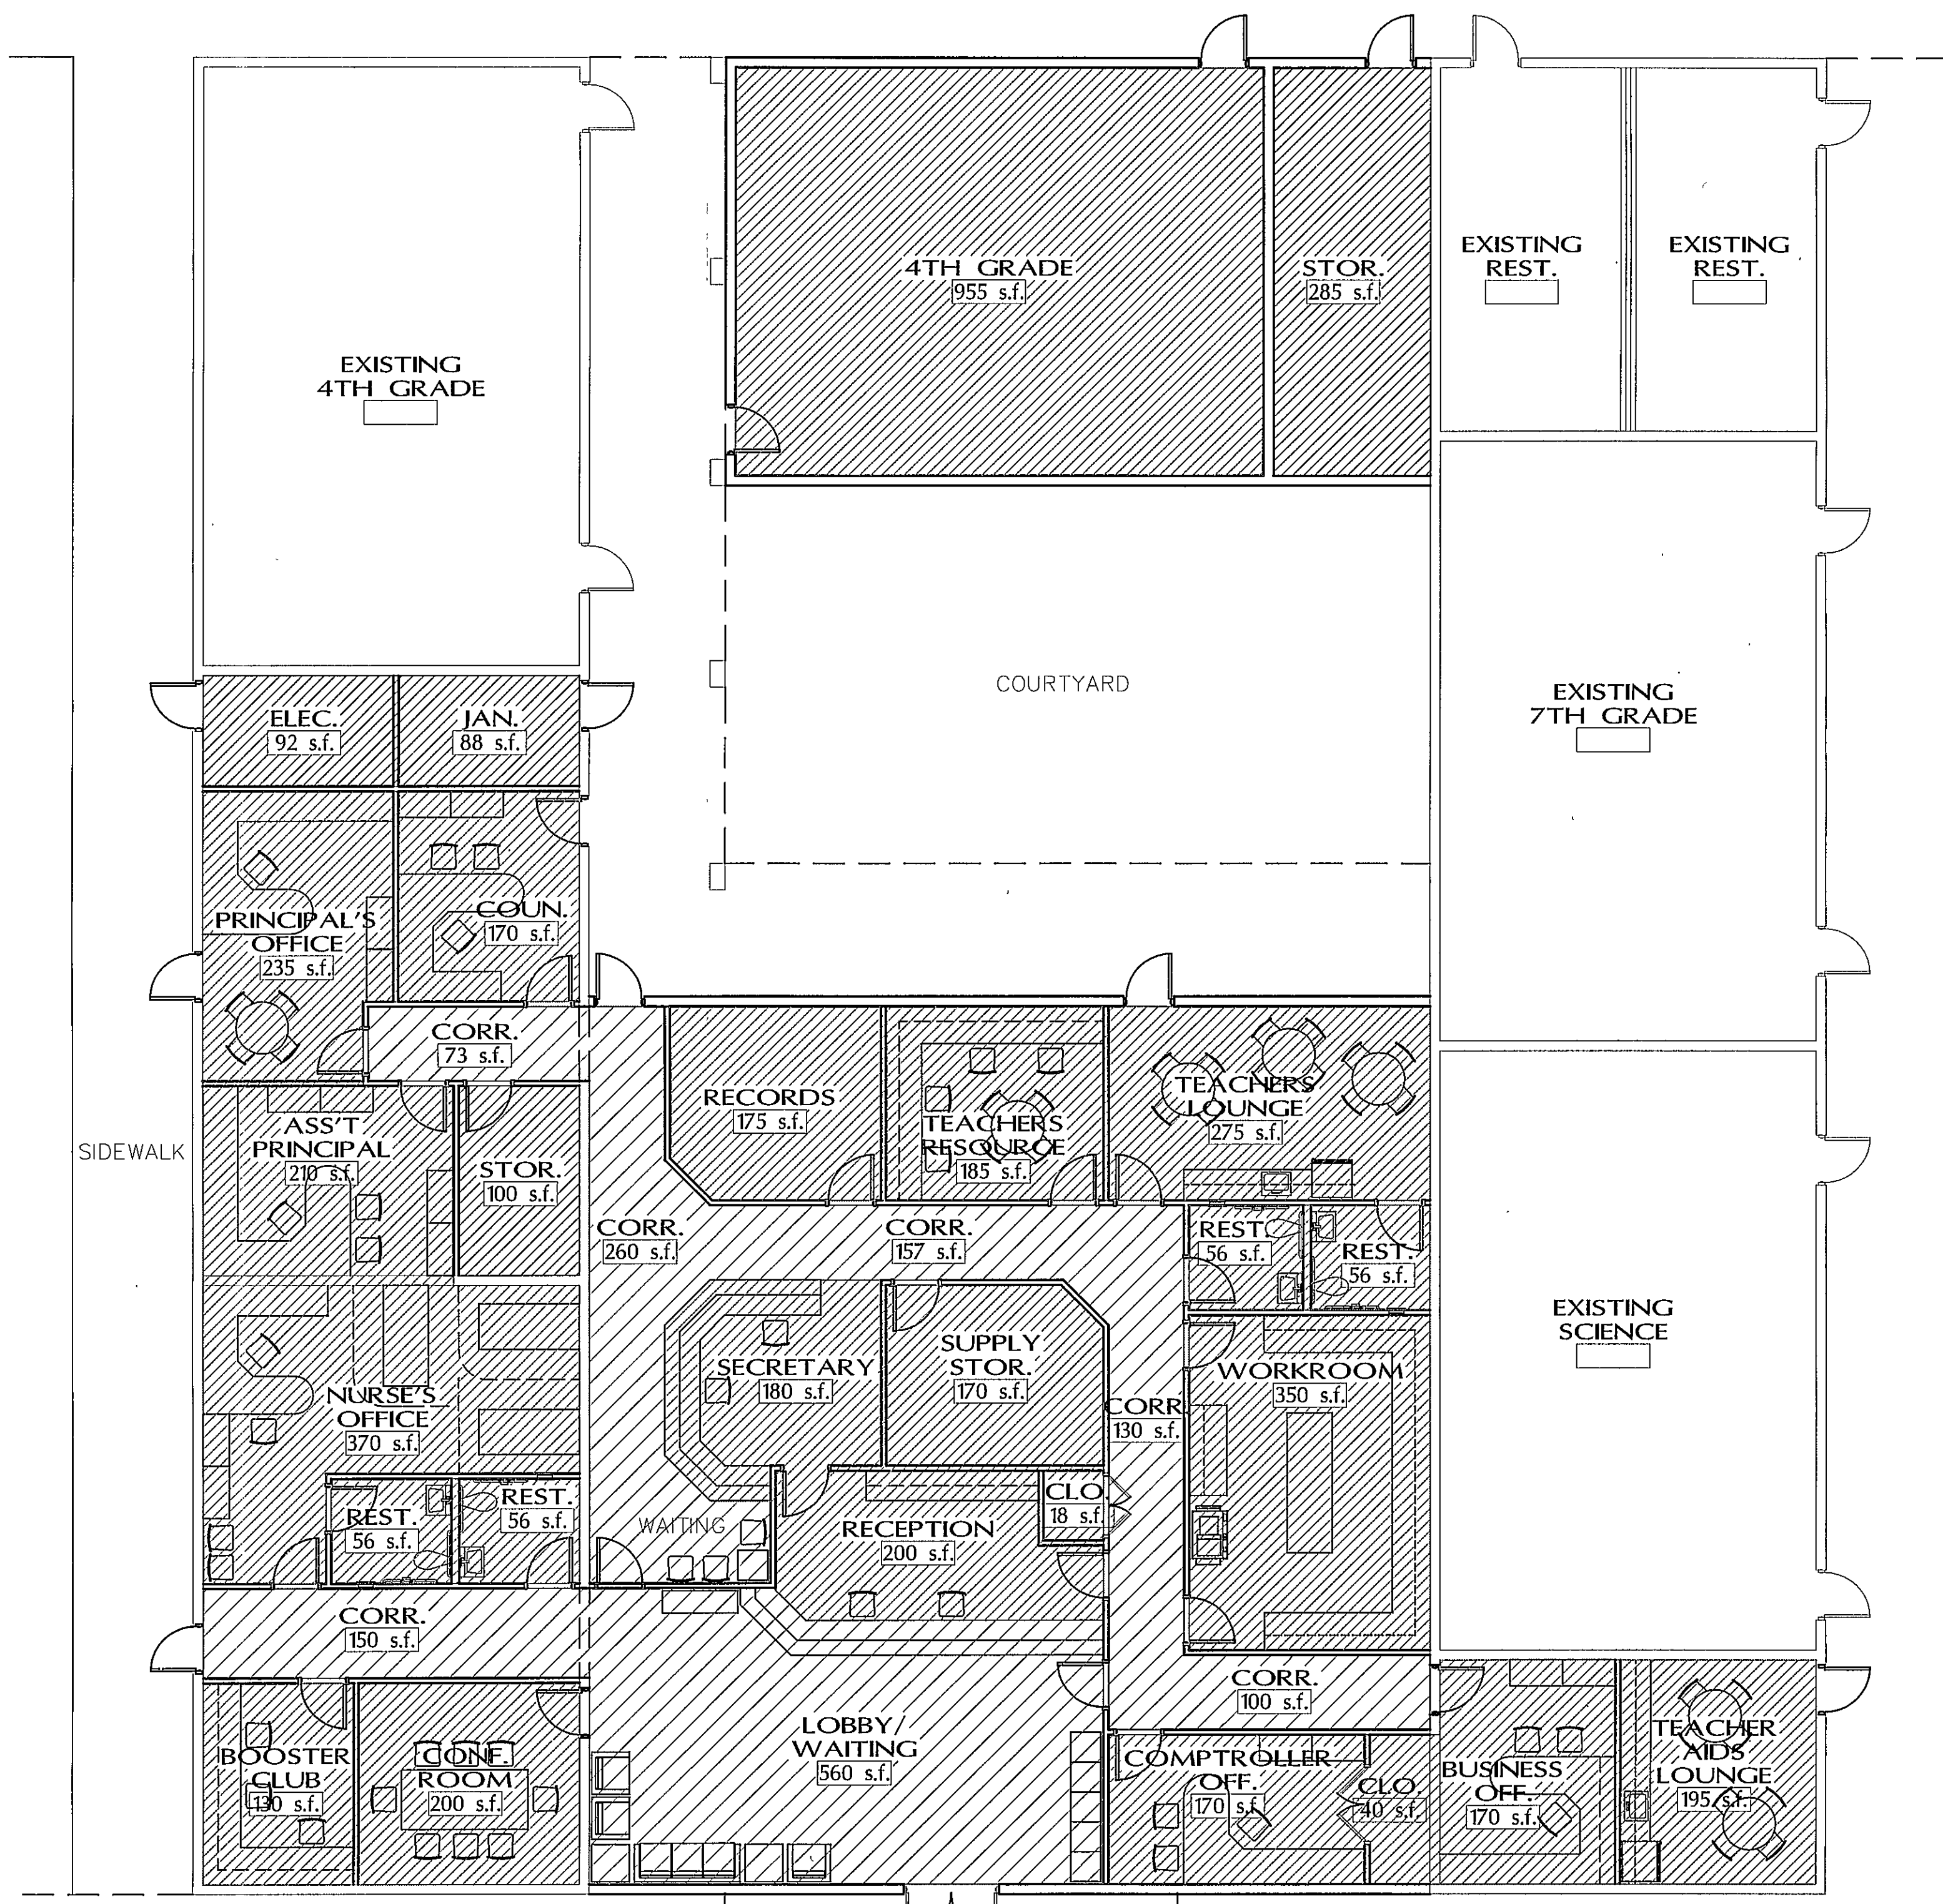 4TH GRADE
955 s.f.
STOR.
285 s.f.
EXISTING
REST.
EXISTING
REST.
EXISTING
4TH GRADE
COURTYARD
EXISTING
7TH GRADE
ELEC.
92 s.f.
JAN.
88 s.f.
PRINCIPAL'S
OFFICE
235 s.f.
COUN.
170 s.f.
CORR.
73 s.f.
SIDEWALK
ASS'T
PRINCIPAL
210 s.f.
STOR.
100 s.f.
RECORDS
175 s.f.
TEACHERS
RESOURCE
185 s.f.
TEACHERS
LOUNGE
275 s.f.
CORR.
260 s.f.
CORR.
157 s.f.
REST.
56 s.f.
REST.
56 s.f.
EXISTING
SCIENCE
SECRETARY
180 s.f.
SUPPLY
STOR.
170 s.f.
CORR.
130 s.f.
WORKROOM
350 s.f.
NURSE'S
OFFICE
370 s.f.
REST.
56 s.f.
REST.
56 s.f.
WAITING
RECEPTION
200 s.f.
CLO.
18 s.f.
CORR.
150 s.f.
CORR.
100 s.f.
BOOSTER
CLUB
130 s.f.
CONF.
ROOM
200 s.f.
LOBBY/
WAITING
560 s.f.
COMPTROLLER
OFF.
170 s.f.
CLO
40 s.f.
BUSINESS
OFF.
170 s.f.
TEACHER
AIDS
LOUNGE
195 s.f.